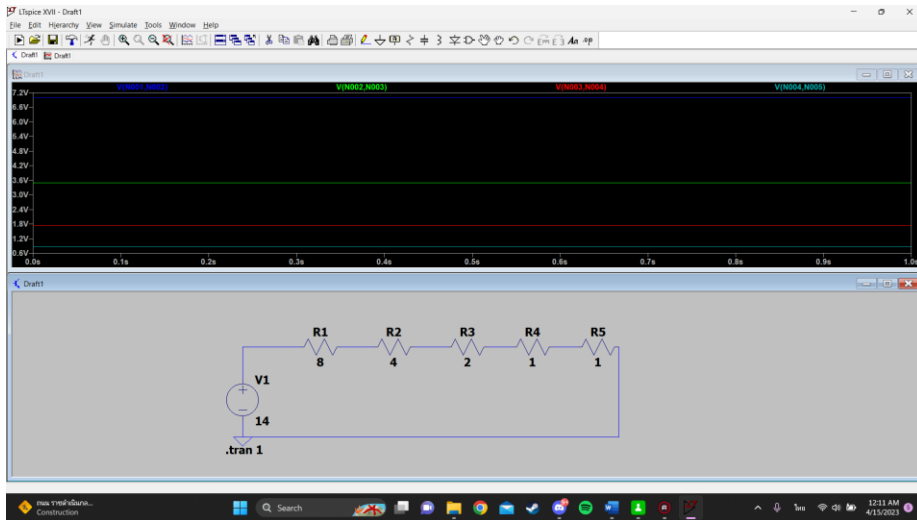 LTspice XVII - Draft1
File Edit Hierarchy View Simulate Tools Window Help
Draft1 Draft1
Draft1
V(N001,N002) V(N002,N003) V(N003,N004) V(N004,N005)
7.2V
6.6V
6.0V
5.4V
4.8V
4.2V
3.6V
3.0V
2.4V
1.8V
1.2V
0.6V
0.0s 0.1s 0.2s 0.3s 0.4s 0.5s 0.6s 0.7s 0.8s 0.9s 1.0s
Draft1
R1 R2 R3 R4 R5
8 4 2 1 1
V1
14
.tran 1
Search
Construction
ไทย
12:11 AM
4/15/2023